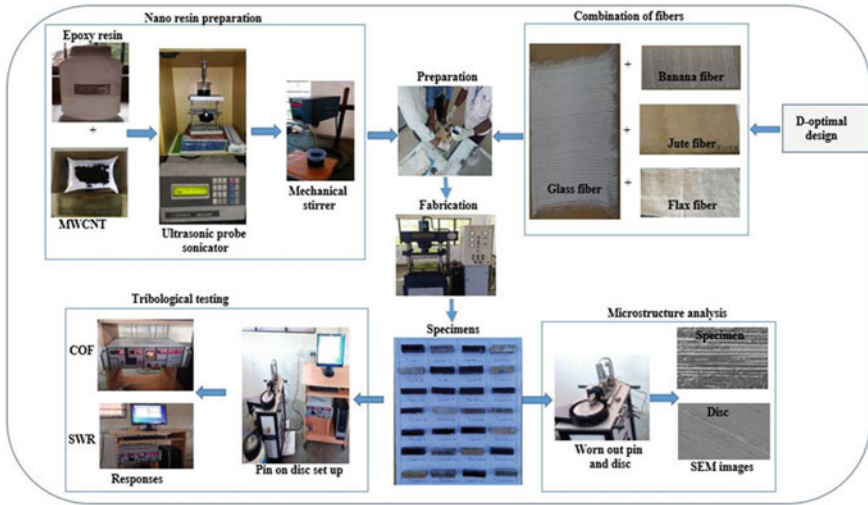 Nano resin preparation
Epoxy resin
+
MWCNT
Ultrasonic probe
sonicator
Mechanical
stirrer
Preparation
Fabrication
Combination of fibers
Glass fiber
+
Banana fiber
+
Jute fiber
+
Flax fiber
D-optimal
design
Tribological testing
COF
SWR
Responses
Pin on disc set up
Specimens
Microstructure analysis
Worn out pin
and disc
Specimen
Disc
SEM images